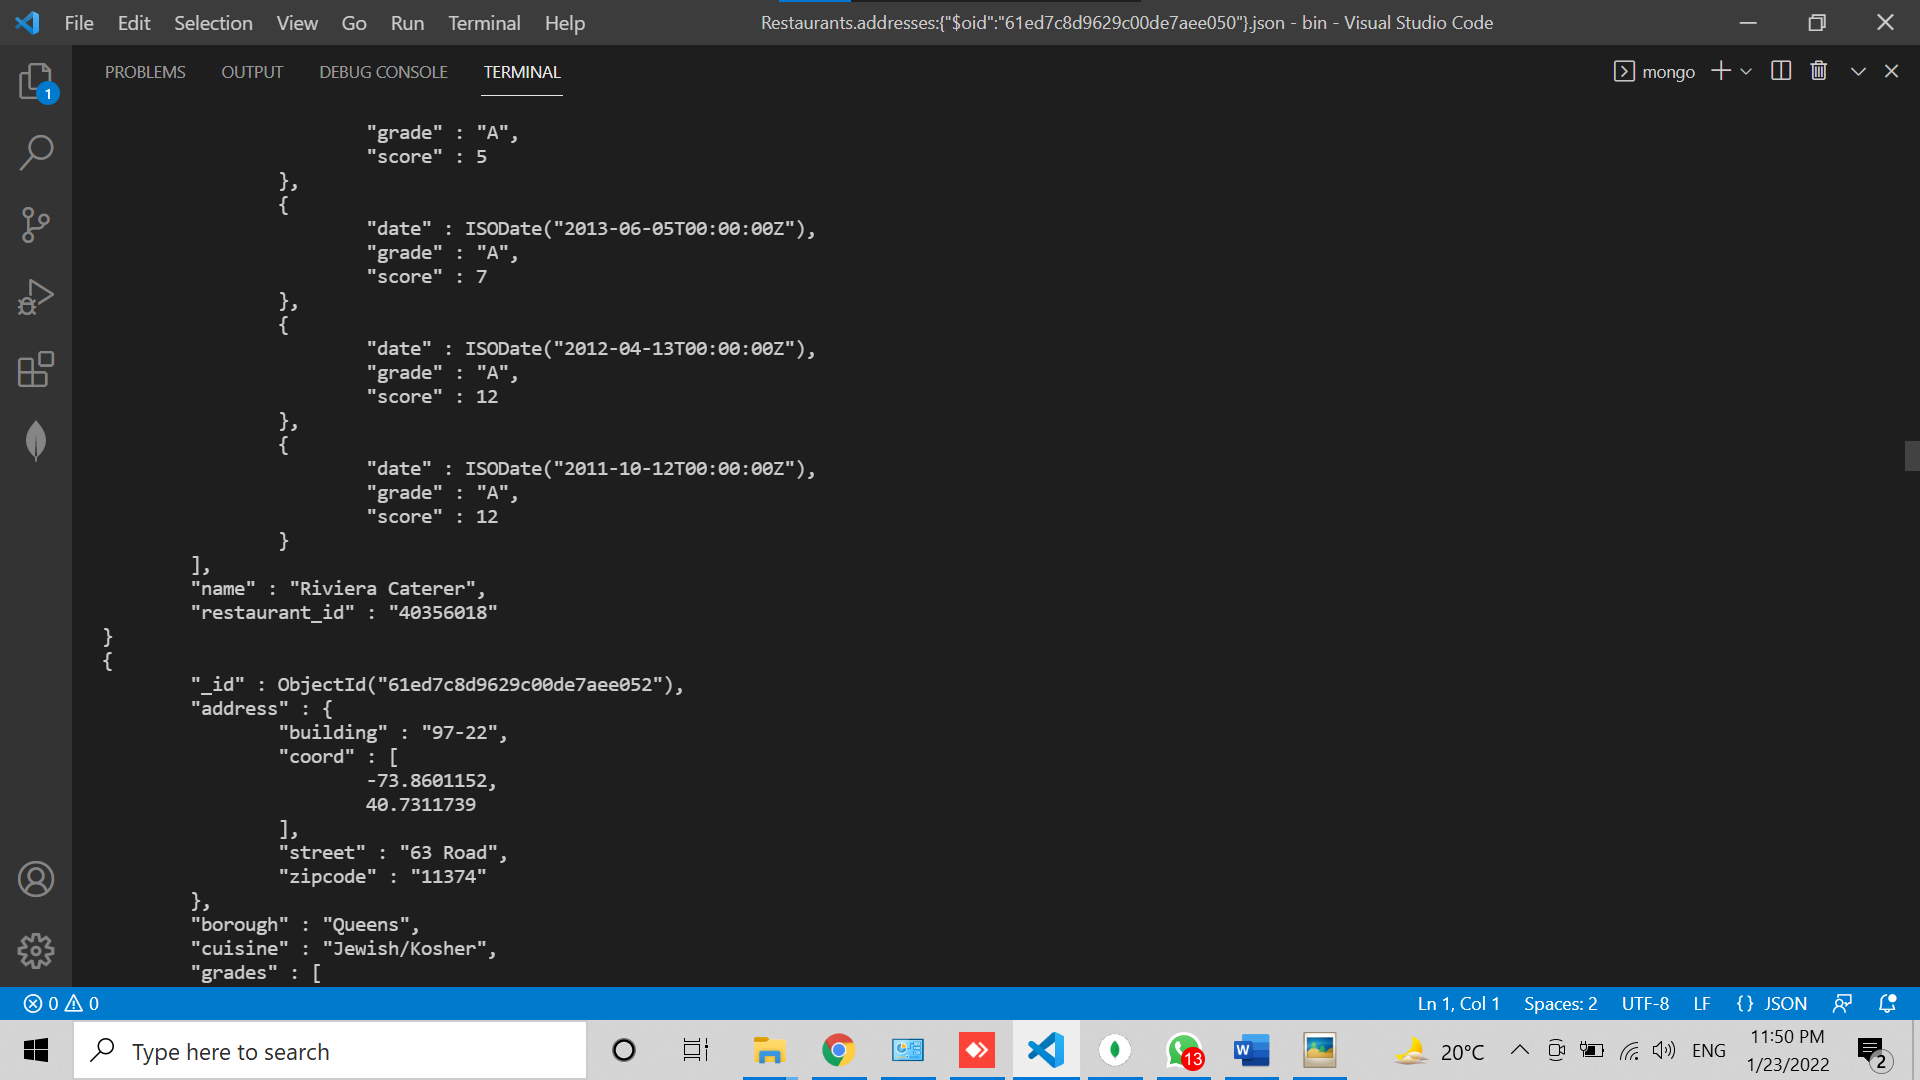 File Edit Selection View Go Run Terminal Help Restaurants.addresses:{"$oid":"61ed7c8d9629c00de7aee050"}.json - bin - Visual Studio Code
PROBLEMS OUTPUT DEBUG CONSOLE TERMINAL mongo
1
"grade" : "A",
"score" : 5
},
{
"date" : ISODate("2013-06-05T00:00:00Z"),
"grade" : "A",
"score" : 7
},
{
"date" : ISODate("2012-04-13T00:00:00Z"),
"grade" : "A",
"score" : 12
},
{
"date" : ISODate("2011-10-12T00:00:00Z"),
"grade" : "A",
"score" : 12
}
],
"name" : "Riviera Caterer",
"restaurant_id" : "40356018"
}
{
"_id" : ObjectId("61ed7c8d9629c00de7aee052"),
"address" : {
"building" : "97-22",
"coord" : [
-73.8601152,
40.7311739
],
"street" : "63 Road",
"zipcode" : "11374"
},
"borough" : "Queens",
"cuisine" : "Jewish/Kosher",
"grades" : [
0 0 Ln 1, Col 1 Spaces: 2 UTF-8 LF {} JSON
Type here to search W 13 20°C ENG 11:50 PM 2
1/23/2022